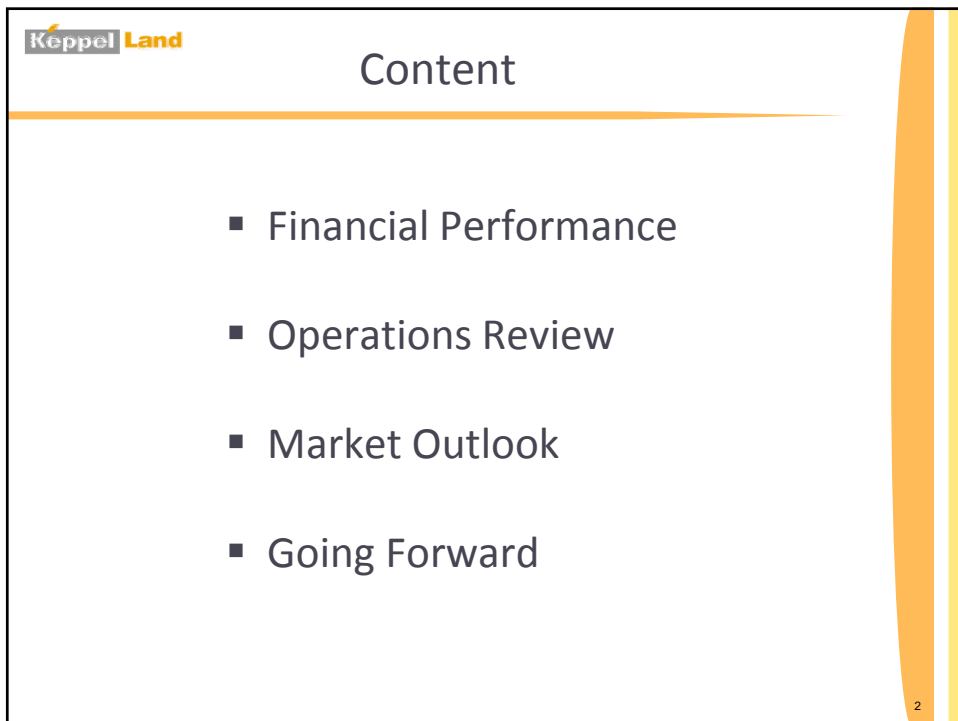 Keppel Land
Content
▪ Financial Performance
▪ Operations Review
▪ Market Outlook
▪ Going Forward
2